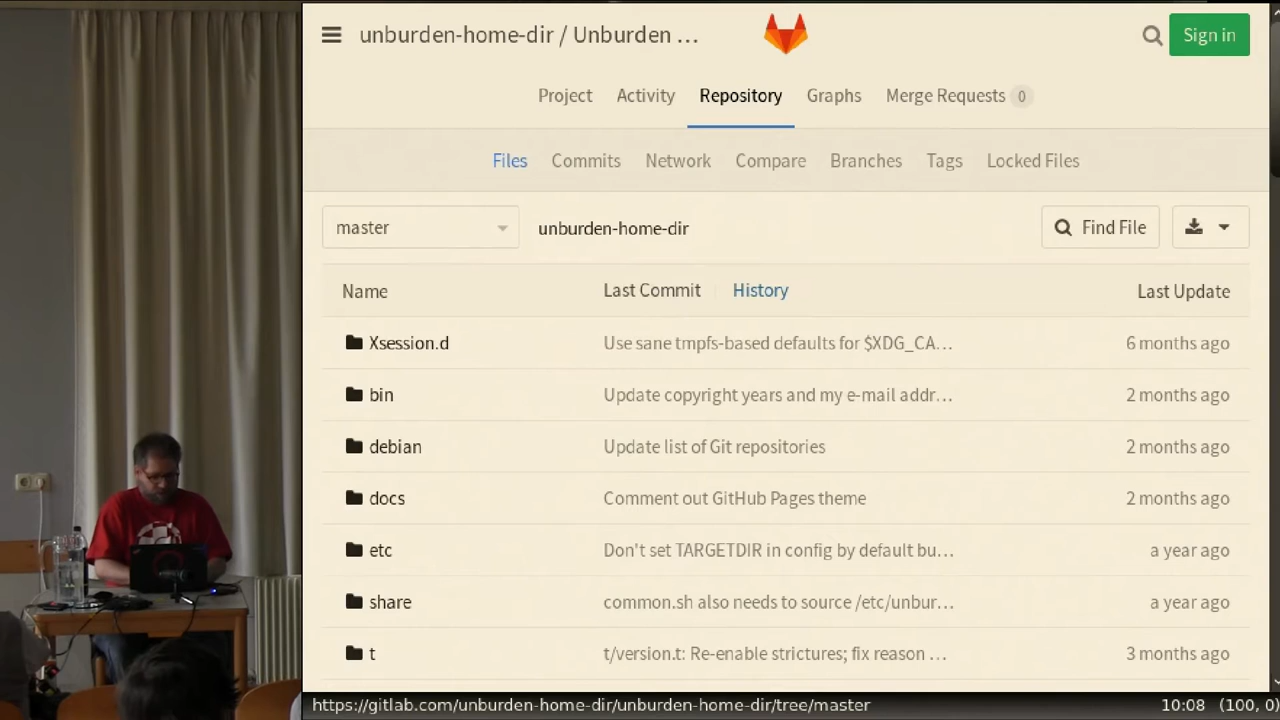 unburden-home-dir / Unburden ...
Sign in
Project Activity Repository Graphs Merge Requests 0
Files Commits Network Compare Branches Tags Locked Files
master unburden-home-dir Find File
Name Last Commit History Last Update
Xsession.d Use sane tmpfs-based defaults for $XDG_CA... 6 months ago
bin Update copyright years and my e-mail addr... 2 months ago
debian Update list of Git repositories 2 months ago
docs Comment out GitHub Pages theme 2 months ago
etc Don't set TARGETDIR in config by default bu... a year ago
share common.sh also needs to source /etc/unbur... a year ago
t t/version.t: Re-enable strictures; fix reason ... 3 months ago
https://gitlab.com/unburden-home-dir/unburden-home-dir/tree/master 10:08 (100, 0)